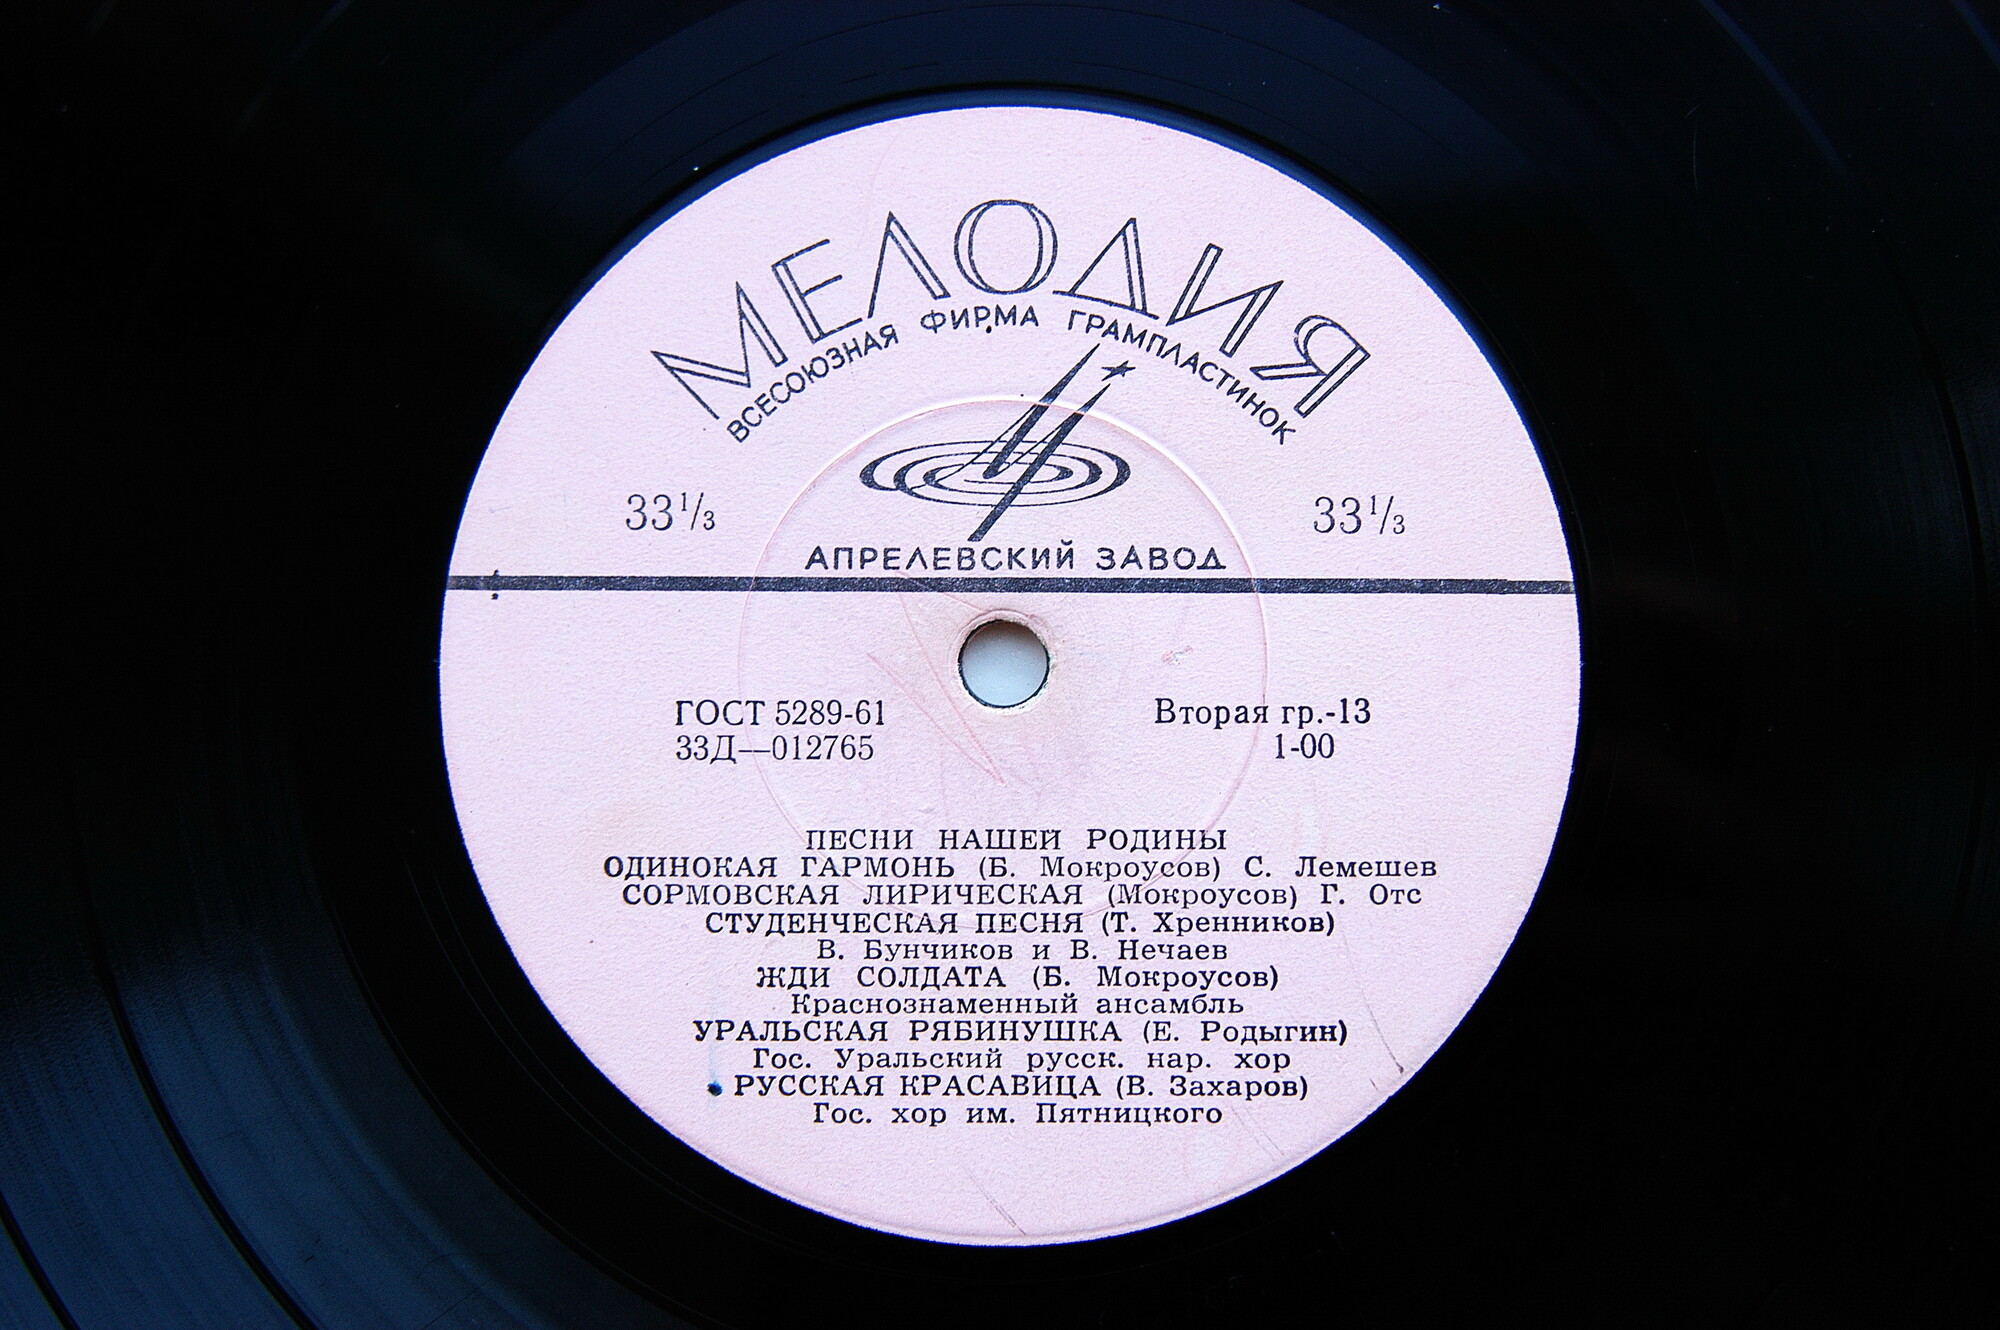 МЕЛОДИЯ
ВСЕСОЮЗНАЯ ФИРМА ГРАМПЛАСТИНОК
33 1/3
33 1/3
АПРЕЛЕВСКИЙ ЗАВОД
ГОСТ 5289-61
Вторая гр.-13
33Д—012765
1-00
ПЕСНИ НАШЕЙ РОДИНЫ
ОДИНОКАЯ ГАРМОНЬ (Б. Мокроусов) С. Лемешев
СОРМОВСКАЯ ЛИРИЧЕСКАЯ (Мокроусов) Г. Отс
СТУДЕНЧЕСКАЯ ПЕСНЯ (Т. Хренников)
В. Бунчиков и В. Нечаев
ЖДИ СОЛДАТА (Б. Мокроусов)
Краснознаменный ансамбль
УРАЛЬСКАЯ РЯБИНУШКА (Е. Родыгин)
Гос. Уральский русск. нар. хор
РУССКАЯ КРАСАВИЦА (В. Захаров)
Гос. хор им. Пятницкого